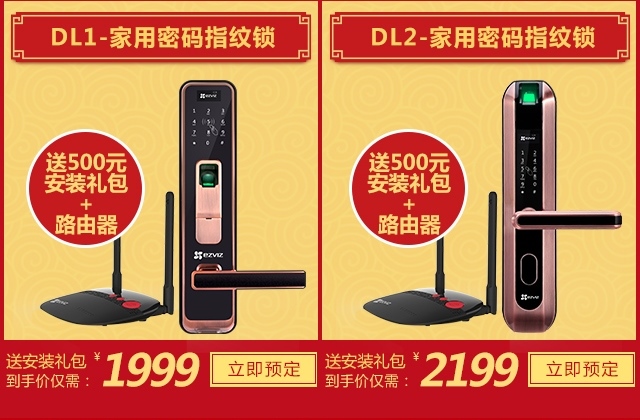 DL1-家用密码指纹锁
ezviz
送500元
安装礼包
+
路由器
ezviz
送安装礼包
到手价仅需：
¥1999
立即预定
DL2-家用密码指纹锁
送500元
安装礼包
+
路由器
ezviz
送安装礼包
到手价仅需：
¥2199
立即预定